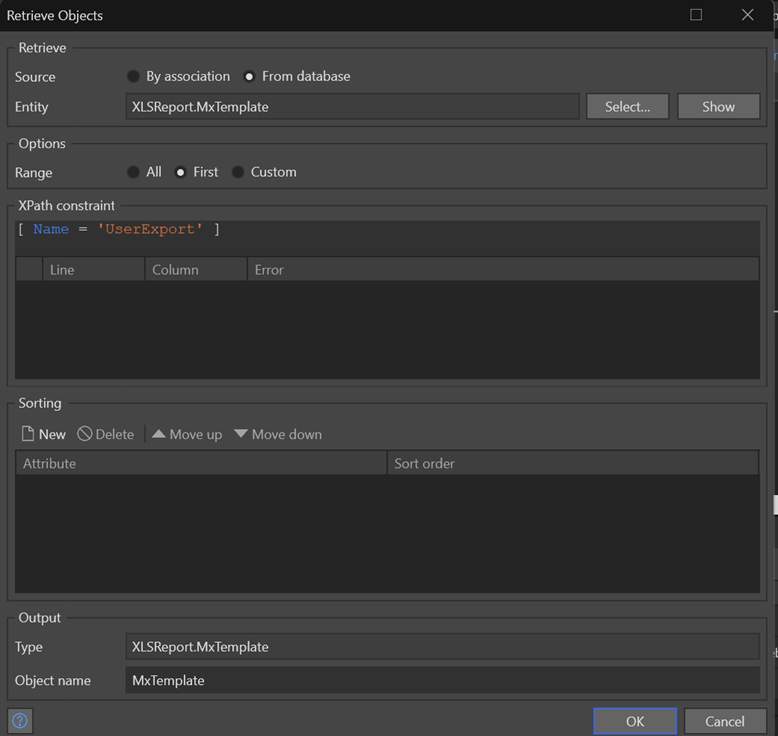 Retrieve Objects
Retrieve
Source By association From database
Entity XLSReport.MxTemplate Select... Show
Options
Range All First Custom
XPath constraint
[ Name = 'UserExport' ]
Line Column Error
Sorting
New Delete Move up Move down
Attribute Sort order
Output
Type XLSReport.MxTemplate
Object name MxTemplate
? OK Cancel